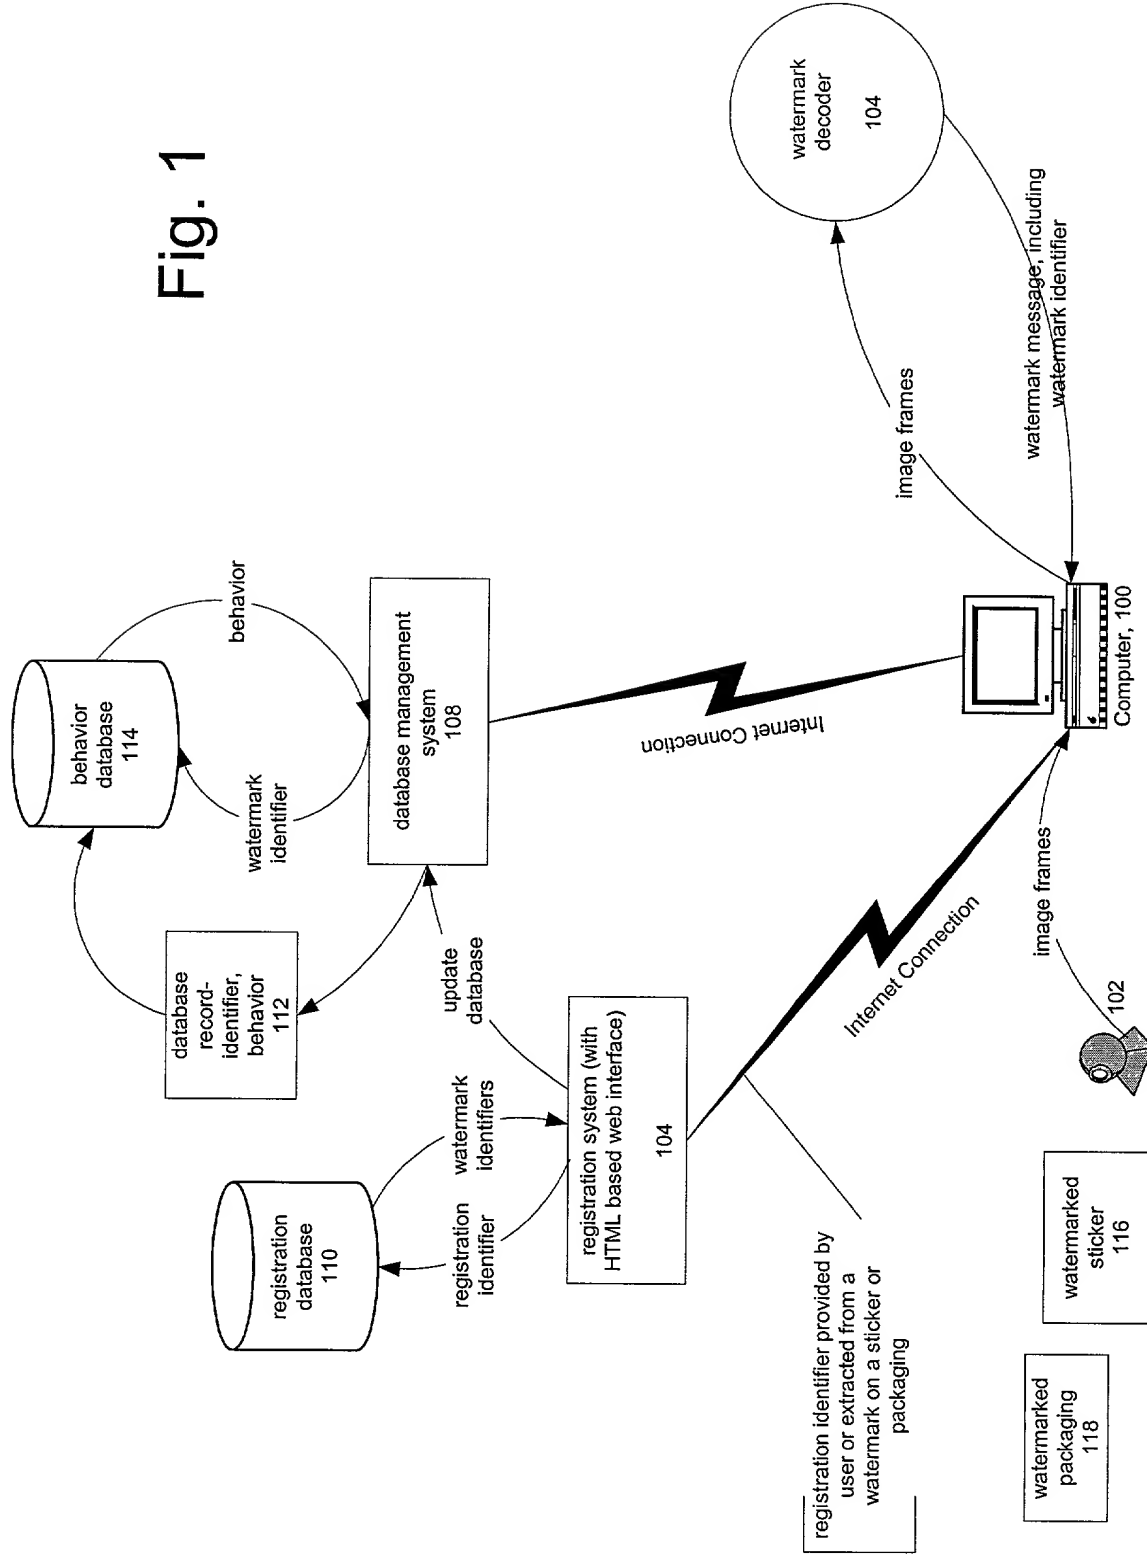 Fig. 1
registration
database
110
database
record-
identifier,
behavior
112
behavior
database
114
registration
identifier
watermark
identifiers
update
database
watermark
identifier
behavior
registration system (with
HTML based web interface)
104
database management
system
108
registration identifier provided by
user or extracted from a
watermark on a sticker or
packaging
Internet Connection
Internet Connection
image frames
watermark
decoder
104
watermark message, including
watermark identifier
watermarked
packaging
118
watermarked
sticker
116
102
image frames
Computer, 100